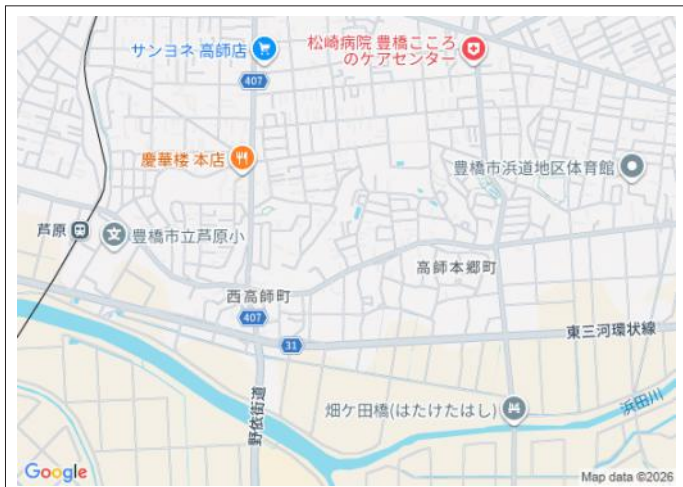 サンヨネ 高師店
松崎病院 豊橋こころ
のケアセンター
407
慶華楼 本店
豊橋市浜道地区体育館
芦原
文
豊橋市立芦原小
高師本郷町
西高師町
407
31
東三河環状線
野依街道
畑ケ田橋(はたけたはし)
浜田川
Google
Map data ©2026